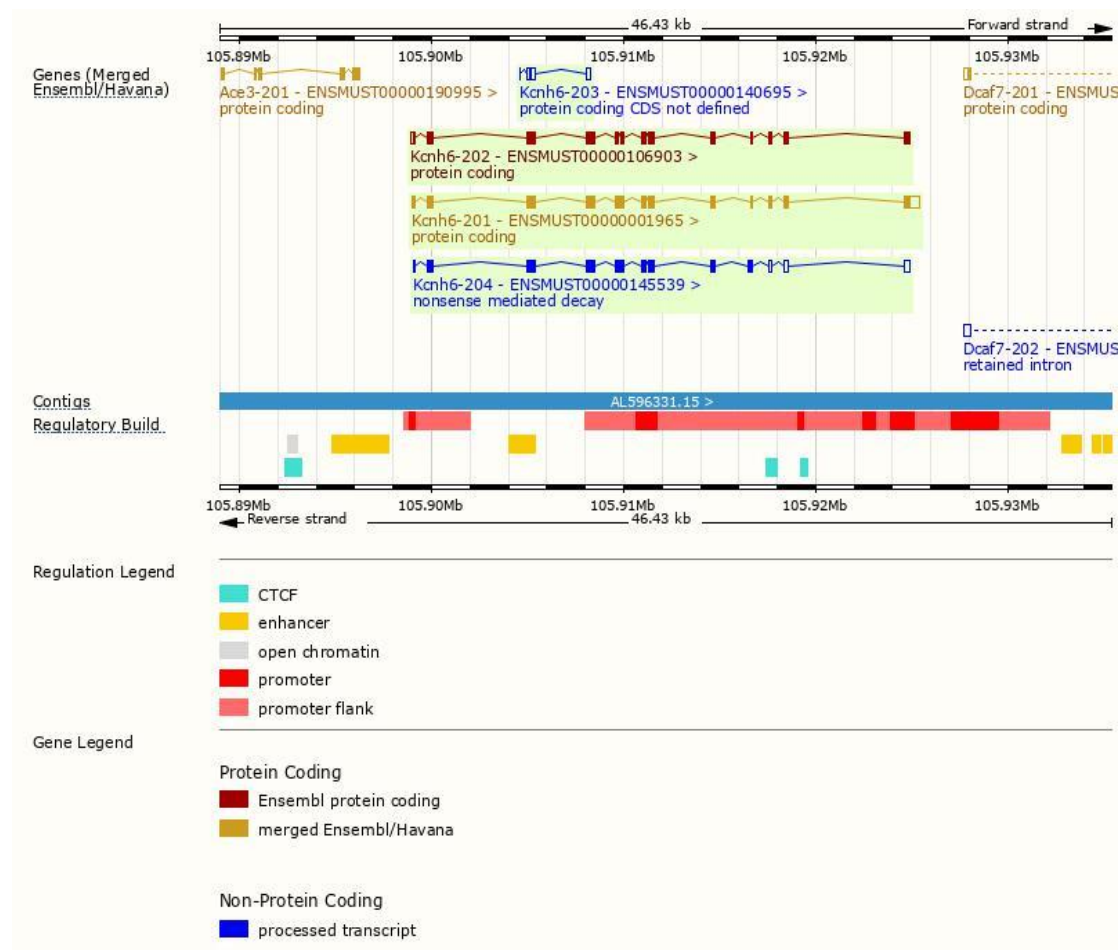 46.43 kb Forward strand
105.89Mb 105.90Mb 105.91Mb 105.92Mb 105.93Mb
Genes (Merged
Ensembl/Havana)
Ace3-201 - ENSMUST00000190995 >
protein coding
Kcnh6-203 - ENSMUST00000140695 >
protein coding CDS not defined
Dcaf7-201 - ENSMUS
protein coding
Kcnh6-202 - ENSMUST00000106903 >
protein coding
Kcnh6-201 - ENSMUST00000001965 >
protein coding
Kcnh6-204 - ENSMUST00000145539 >
nonsense mediated decay
Dcaf7-202 - ENSMUS
retained intron
Contigs
AL596331.15 >
Regulatory Build
105.89Mb 105.90Mb 105.91Mb 105.92Mb 105.93Mb
Reverse strand 46.43 kb
Regulation Legend
CTCF
enhancer
open chromatin
promoter
promoter flank
Gene Legend
Protein Coding
Ensembl protein coding
merged Ensembl/Havana
Non-Protein Coding
processed transcript